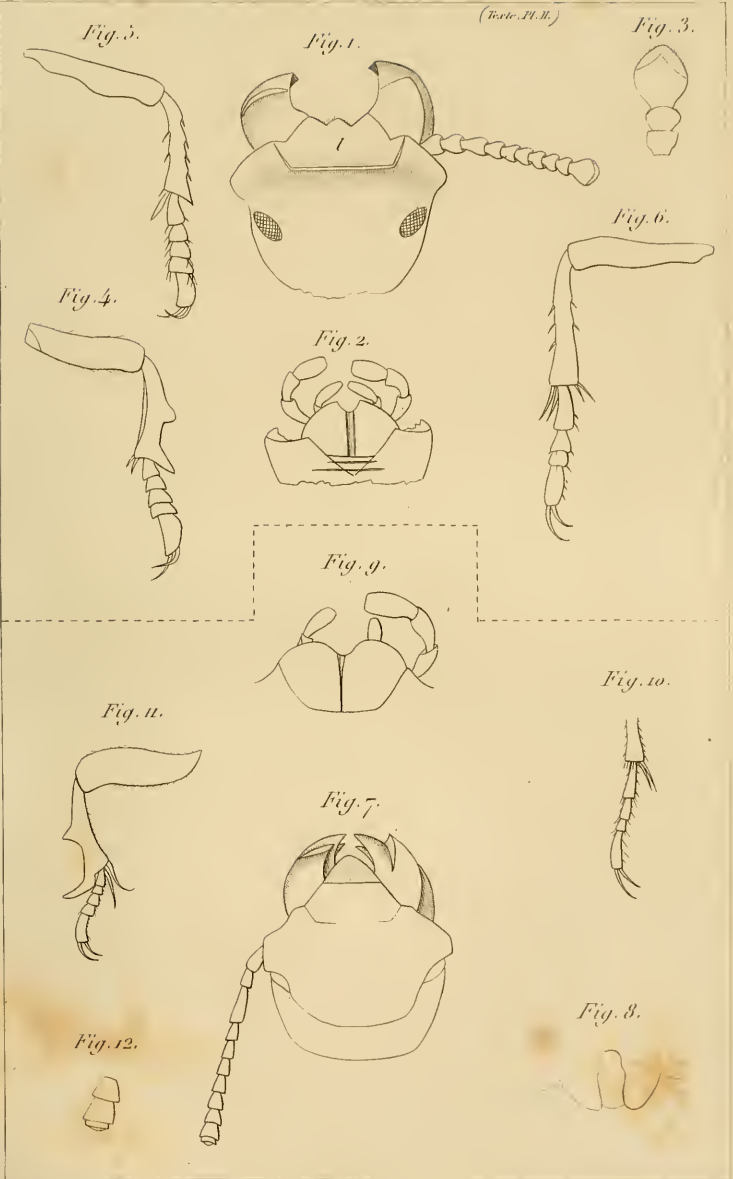 (Texte. Pl. II.)
Fig. 5.
Fig. 1.
Fig. 3.
l
Fig. 6.
Fig. 4.
Fig. 2.
Fig. 9.
Fig. 10.
Fig. 11.
Fig. 7.
Fig. 8.
Fig. 12.